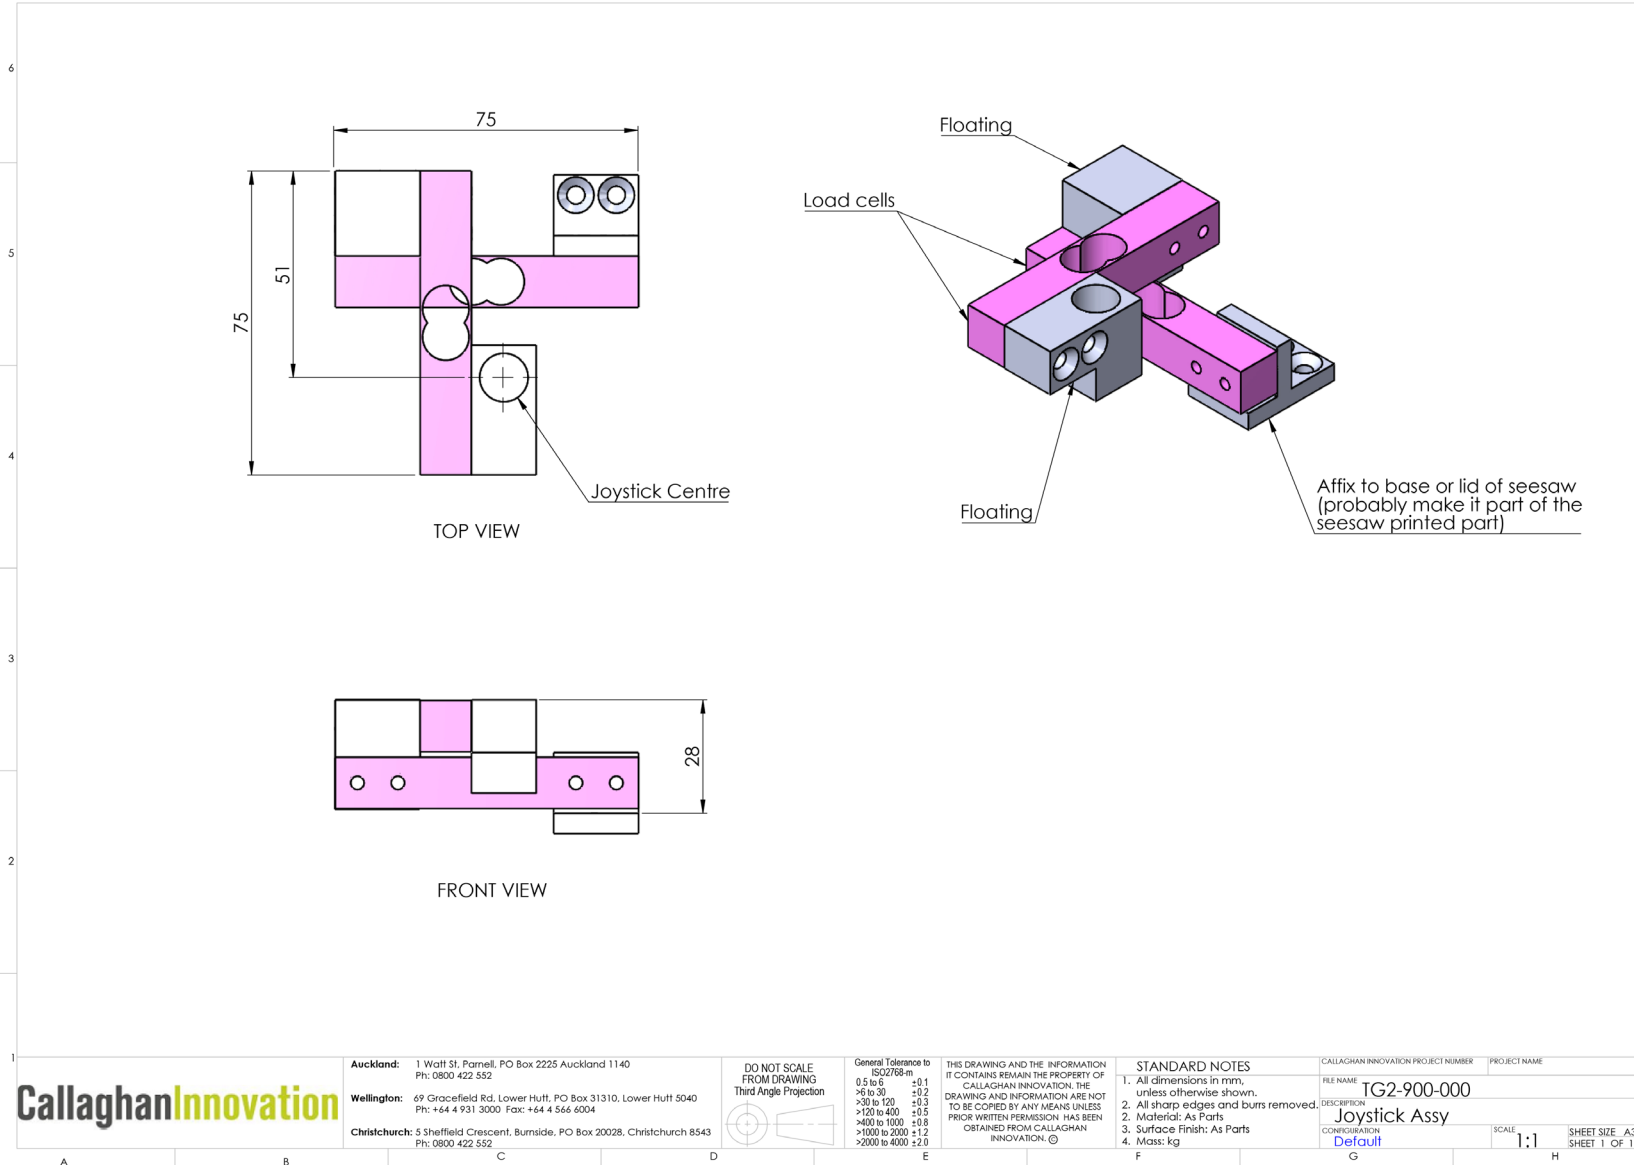 6
5
4
3
2
1
75
75
51
Joystick Centre
TOP VIEW
Floating
Load cells
Floating
Affix to base or lid of seesaw
(probably make it part of the
seesaw printed part)
28
FRONT VIEW
CallaghanInnovation
Auckland: 1 Watt St, Parnell, PO Box 2225 Auckland 1140
Ph: 0800 422 552
Wellington: 69 Gracefield Rd, Lower Hutt, PO Box 31310, Lower Hutt 5040
Ph: +64 4 931 3000 Fax: +64 4 566 6004
Christchurch: 5 Sheffield Crescent, Burnside, PO Box 20028, Christchurch 8543
Ph: 0800 422 552
DO NOT SCALE
FROM DRAWING
Third Angle Projection
General Tolerance to
ISO2768-m
0.5 to 6 ±0.1
>6 to 30 ±0.2
>30 to 120 ±0.3
>120 to 400 ±0.5
>400 to 1000 ±0.8
>1000 to 2000 ±1.2
>2000 to 4000 ±2.0
THIS DRAWING AND THE INFORMATION
IT CONTAINS REMAIN THE PROPERTY OF
CALLAGHAN INNOVATION. THE
DRAWING AND INFORMATION ARE NOT
TO BE COPIED BY ANY MEANS UNLESS
PRIOR WRITTEN PERMISSION HAS BEEN
OBTAINED FROM CALLAGHAN
INNOVATION. ©
STANDARD NOTES
1. All dimensions in mm,
unless otherwise shown.
2. All sharp edges and burrs removed.
2. Material: As Parts
3. Surface Finish: As Parts
4. Mass: kg
CALLAGHAN INNOVATION PROJECT NUMBER
PROJECT NAME
FILE NAME
TG2-900-000
DESCRIPTION
Joystick Assy
CONFIGURATION
Default
SCALE
1:1
SHEET SIZE A3
SHEET 1 OF 1
A B C D E F G H